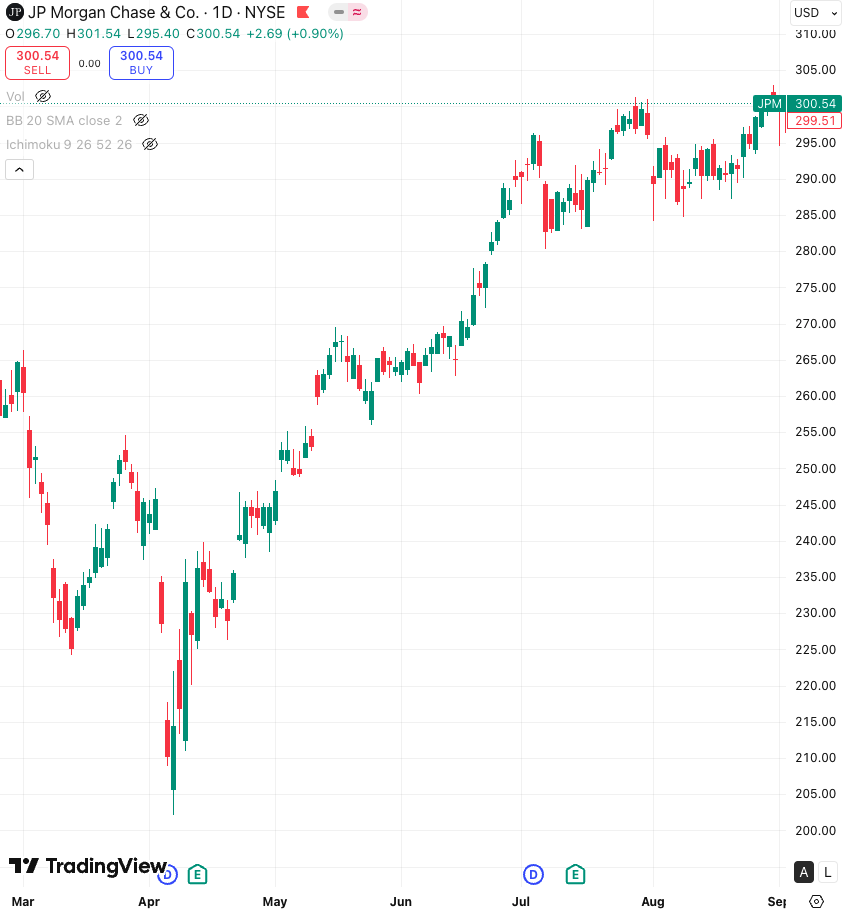 JP JP Morgan Chase & Co. · 1D · NYSE
USD
O296.70 H301.54 L295.40 C300.54 +2.69 (+0.90%)
300.54 SELL
0.00
300.54 BUY
Vol
BB 20 SMA close 2
Ichimoku 9 26 52 26
310.00
305.00
JPM 300.54
299.51
295.00
290.00
285.00
280.00
275.00
270.00
265.00
260.00
255.00
250.00
245.00
240.00
235.00
230.00
225.00
220.00
215.00
210.00
205.00
200.00
TradingView
D E D E
A L
Mar Apr May Jun Jul Aug Sep